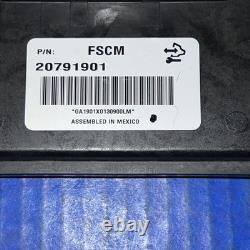 P/N: FSCM
20791901
"GA1901X0130900LM"
ASSEMBLED IN MEXICO